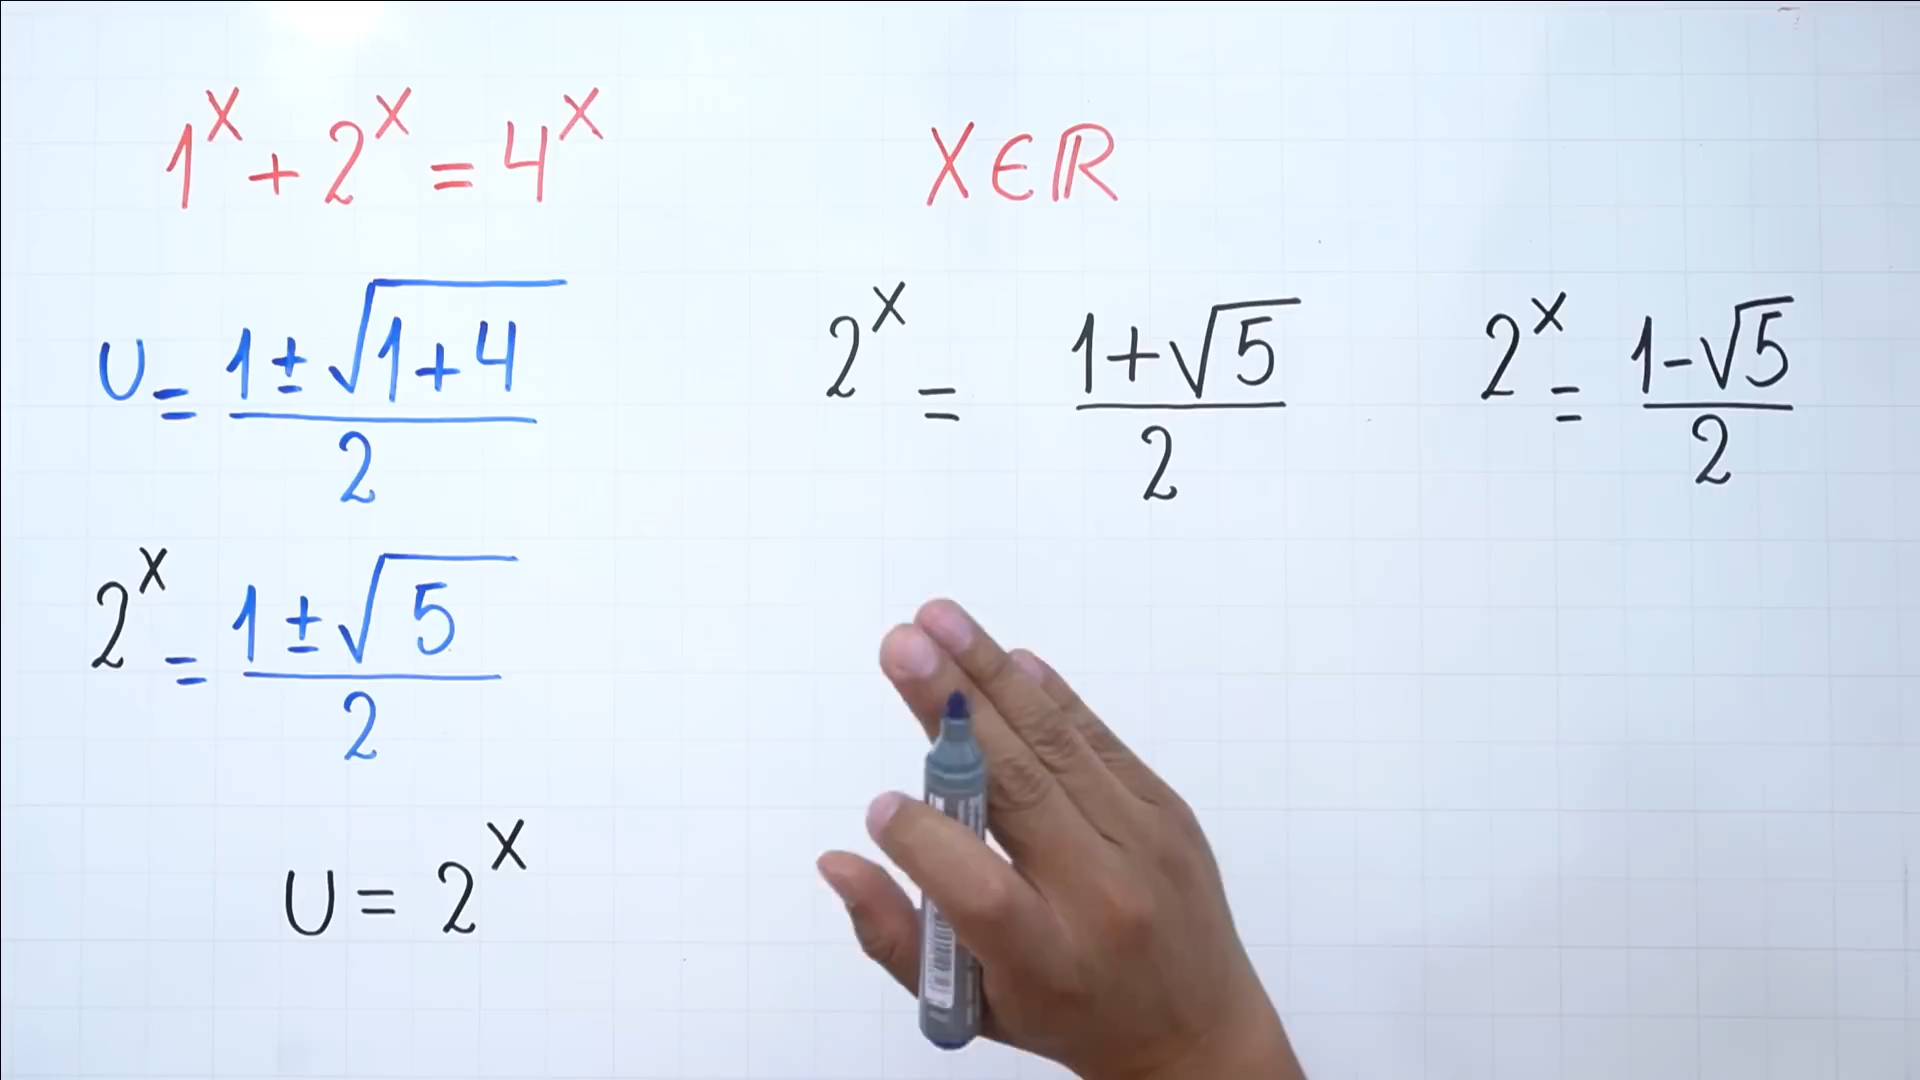 1^x + 2^x = 4^x
X ∈ ℝ
U = (1 ± √(1+4)) / 2
2^x = (1 + √5) / 2
2^x = (1 - √5) / 2
2^x = (1 ± √5) / 2
U = 2^x